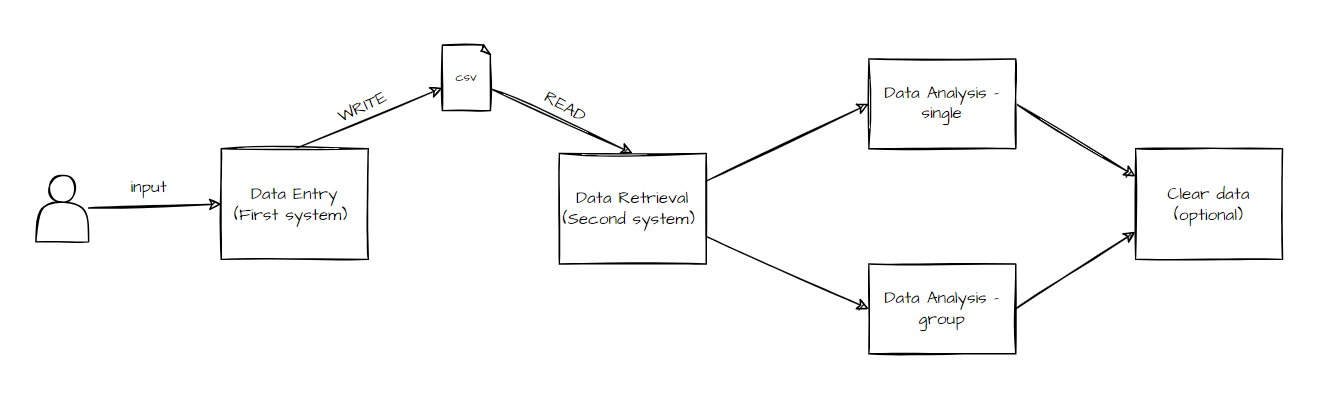 input
Data Entry
(First system)
WRITE
csv
READ
Data Retrieval
(Second system)
Data Analysis -
single
Data Analysis -
group
Clear data
(optional)